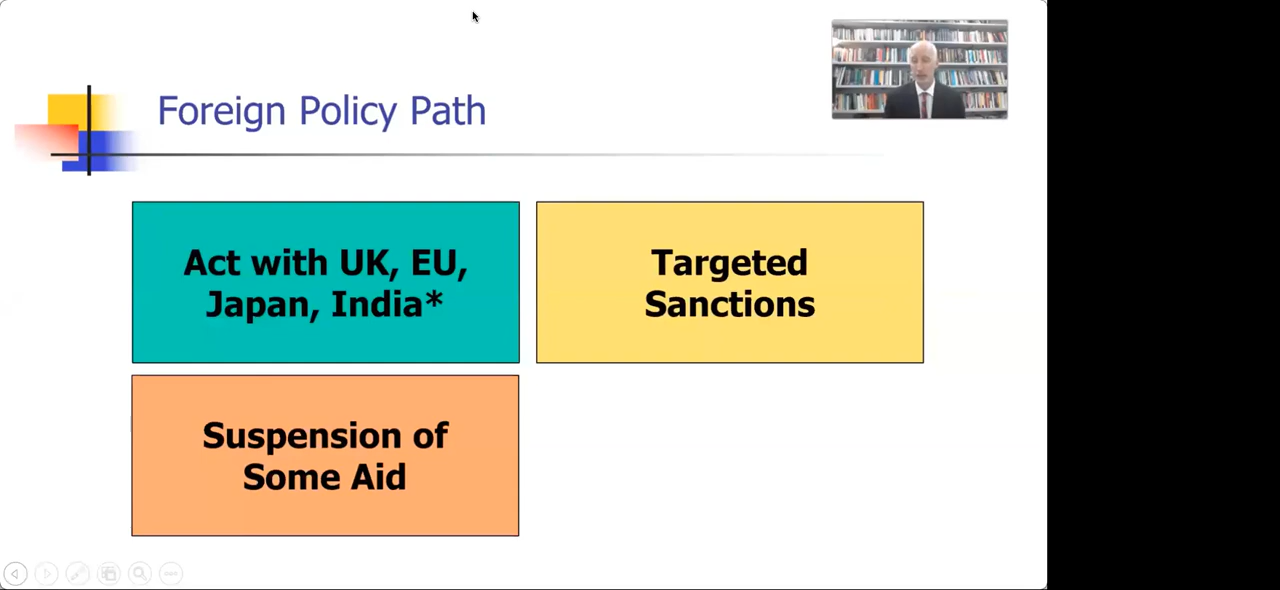 Foreign Policy Path
Act with UK, EU,
Japan, India*
Targeted
Sanctions
Suspension of
Some Aid